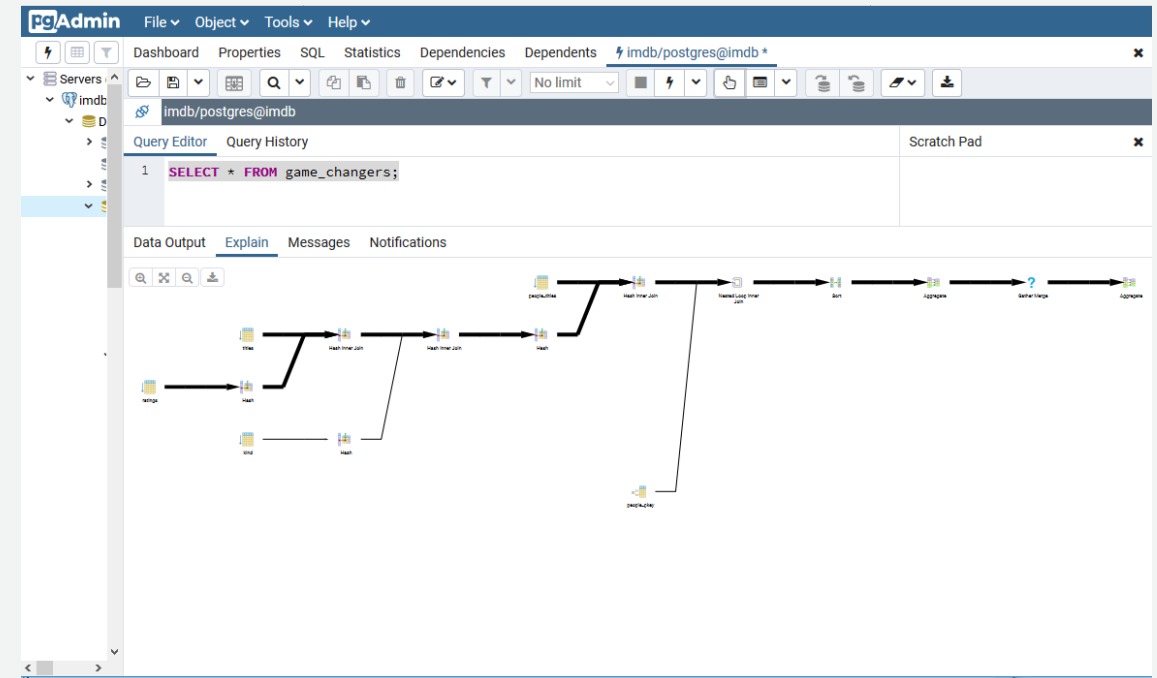 pgAdmin File Object Tools Help
Dashboard Properties SQL Statistics Dependencies Dependents imdb/postgres@imdb *
Servers
No limit
imdb
imdb/postgres@imdb
D
Query Editor Query History Scratch Pad
1 SELECT * FROM game_changers;
Data Output Explain Messages Notifications
people_titles Hash Inner Join Nested Loop Inner Join Sort Aggregate Gather Merge Aggregate
titles Hash Inner Join Hash Inner Join Hash
ratings Hash
kind Hash
people_pkey